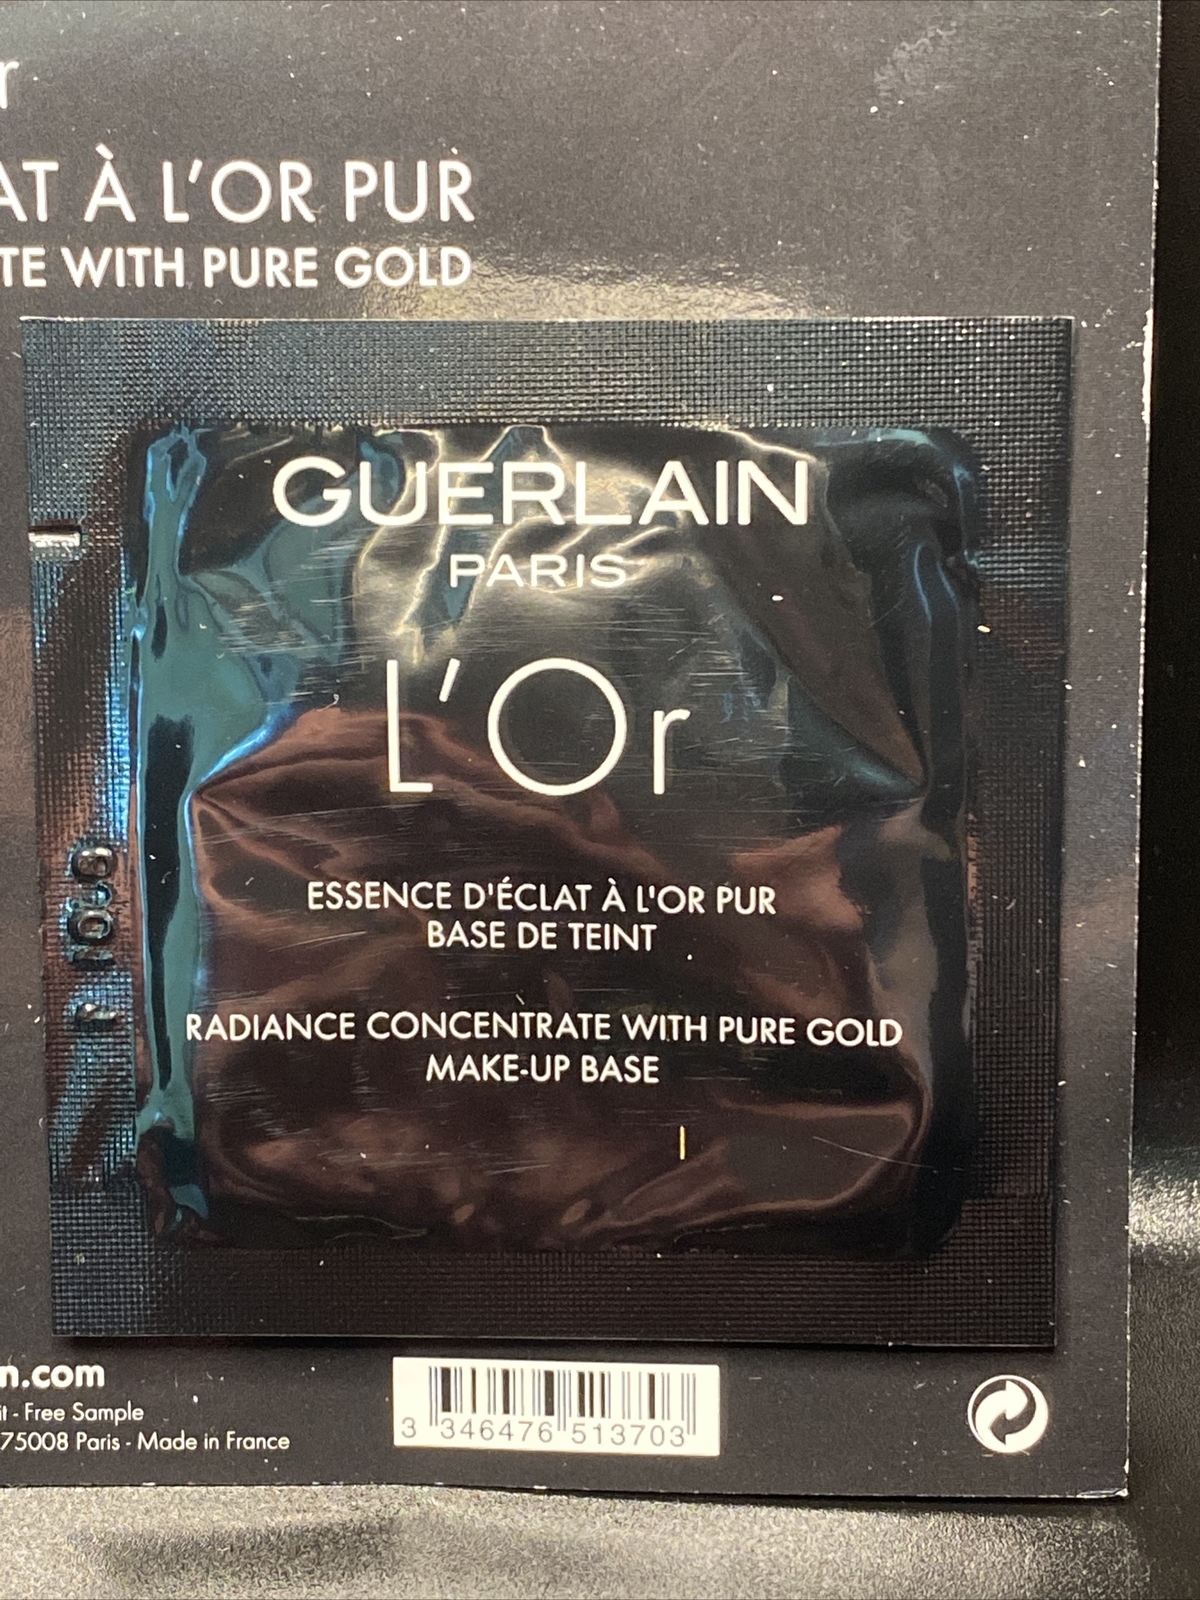 r
AT À L'OR PUR
TE WITH PURE GOLD
GUERLAIN
PARIS
L'Or
ESSENCE D'ÉCLAT À L'OR PUR
BASE DE TEINT
RADIANCE CONCENTRATE WITH PURE GOLD
MAKE-UP BASE
n.com
it - Free Sample
75008 Paris - Made in France
3 346476 513703